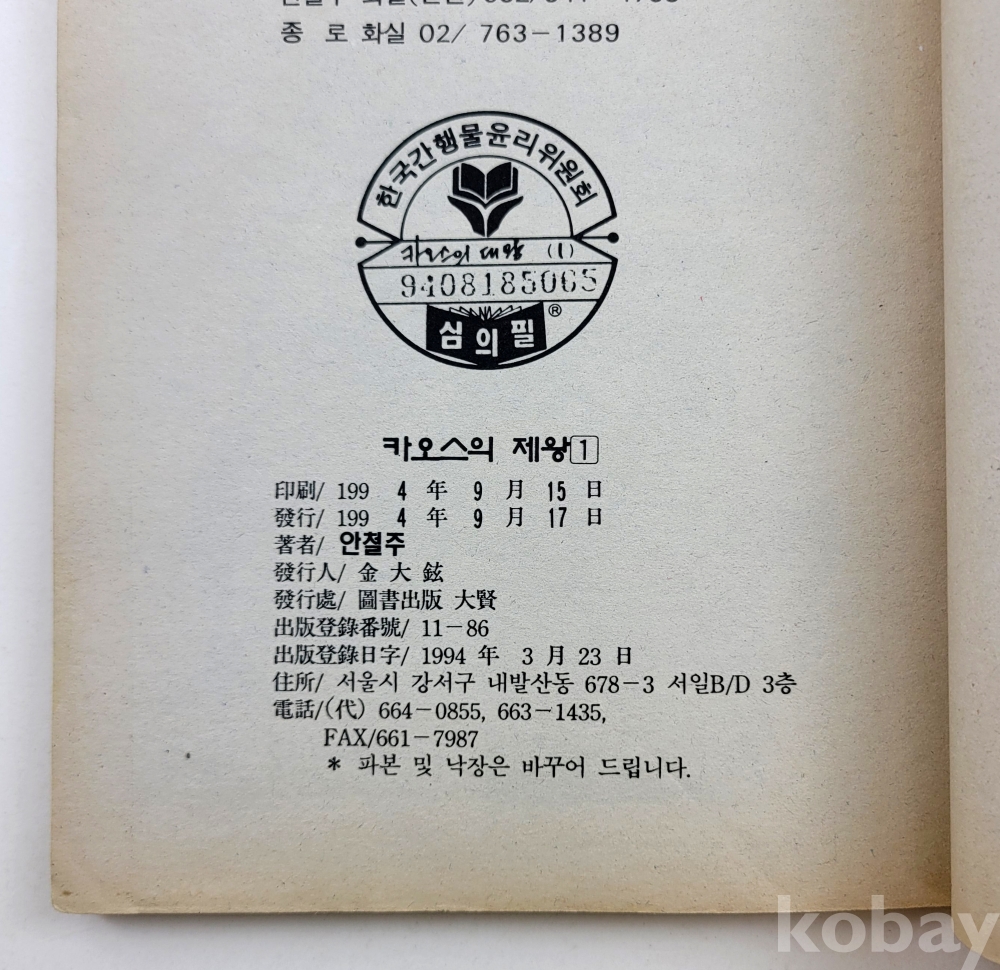 종 로 화실 02/ 763-1389
한국간행물윤리위원회
카오스의 제왕 (1)
9408185065
심의필 ®
카오스의 제왕 1
印刷/ 199 4 年 9 月 15 日
發行/ 199 4 年 9 月 17 日
著者/ 안철주
發行人/ 金 大 鉉
發行處/ 圖書出版 大賢
出版登錄番號/ 11-86
出版登錄日字/ 1994 年 3 月 23 日
住所/ 서울시 강서구 내발산동 678-3 서일B/D 3층
電話/(代) 664-0855, 663-1435,
FAX/661-7987
* 파본 및 낙장은 바꾸어 드립니다.
kobay